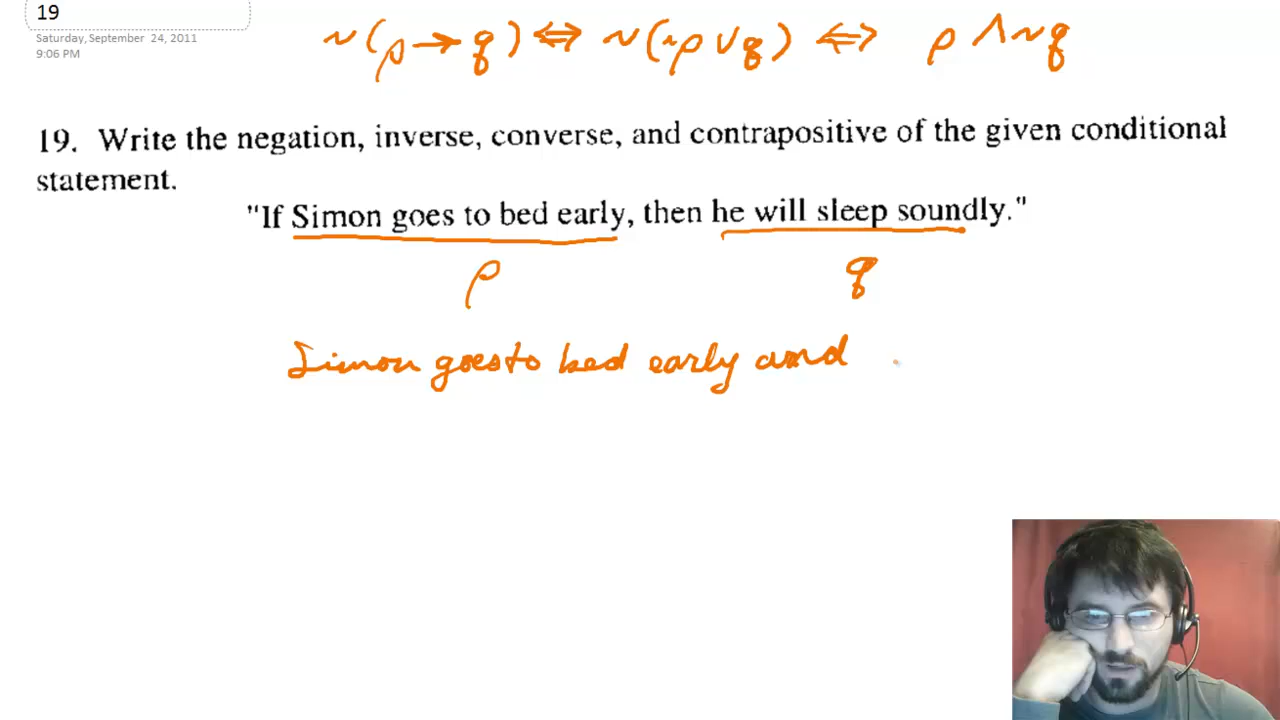 19
Saturday, September 24, 2011
9:06 PM
~(p → q) ⇔ ~(~p ∨ q) ⇔ p ∧ ~q
19. Write the negation, inverse, converse, and contrapositive of the given conditional
statement.
"If Simon goes to bed early, then he will sleep soundly."
p q
Simon goes to bed early and